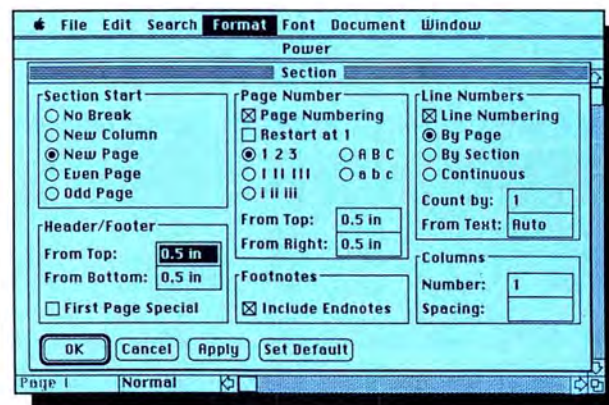 File Edit Search Format Font Document Window
Power
Section
Section Start
No Break
New Column
New Page
Even Page
Odd Page
Header/Footer
From Top: 0.5 in
From Bottom: 0.5 in
First Page Special
Page Number
Page Numbering
Restart at 1
1 2 3 A B C
I II III a b c
i ii iii
From Top: 0.5 in
From Right: 0.5 in
Footnotes
Include Endnotes
Line Numbers
Line Numbering
By Page
By Section
Continuous
Count by: 1
From Text: Auto
Columns
Number: 1
Spacing:
OK Cancel Apply Set Default
Page 1 Normal